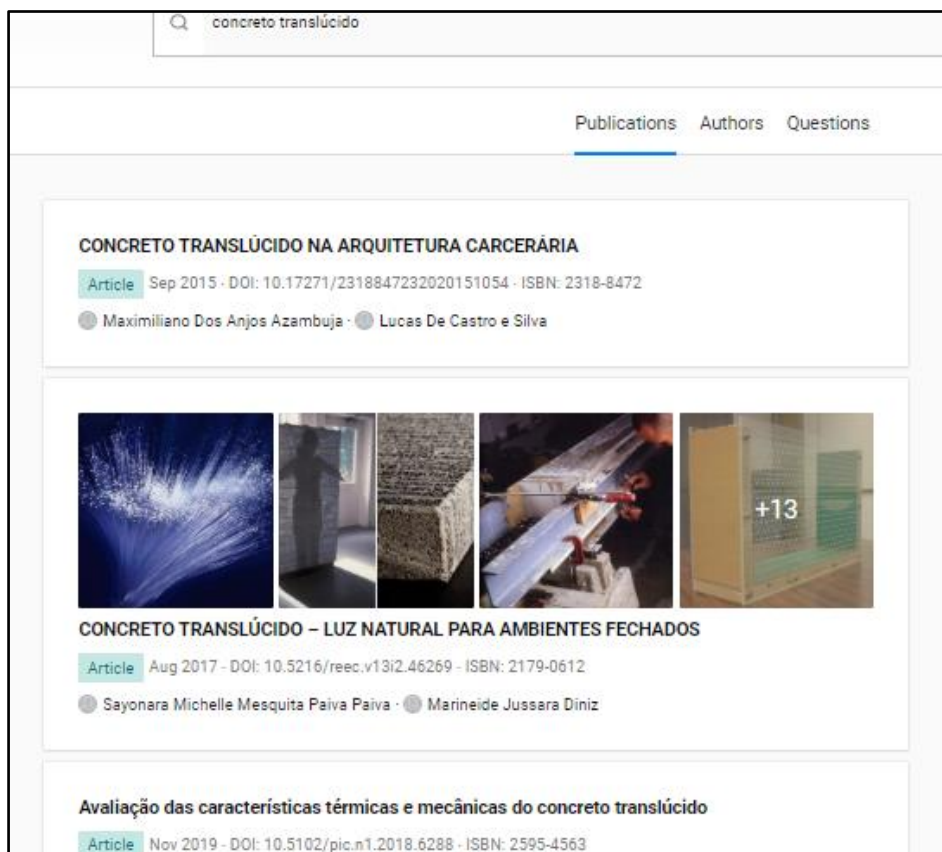 concreto translúcido
Publications Authors Questions
CONCRETO TRANSLÚCIDO NA ARQUITETURA CARCERÁRIA
Article Sep 2015 · DOI: 10.17271/2318847232020151054 · ISBN: 2318-8472
Maximiliano Dos Anjos Azambuja · Lucas De Castro e Silva
+13
CONCRETO TRANSLÚCIDO – LUZ NATURAL PARA AMBIENTES FECHADOS
Article Aug 2017 · DOI: 10.5216/reec.v13i2.46269 · ISBN: 2179-0612
Sayonara Michelle Mesquita Paiva Paiva · Marineide Jussara Diniz
Avaliação das características térmicas e mecânicas do concreto translúcido
Article Nov 2019 · DOI: 10.5102/pic.n1.2018.6288 · ISBN: 2595-4563